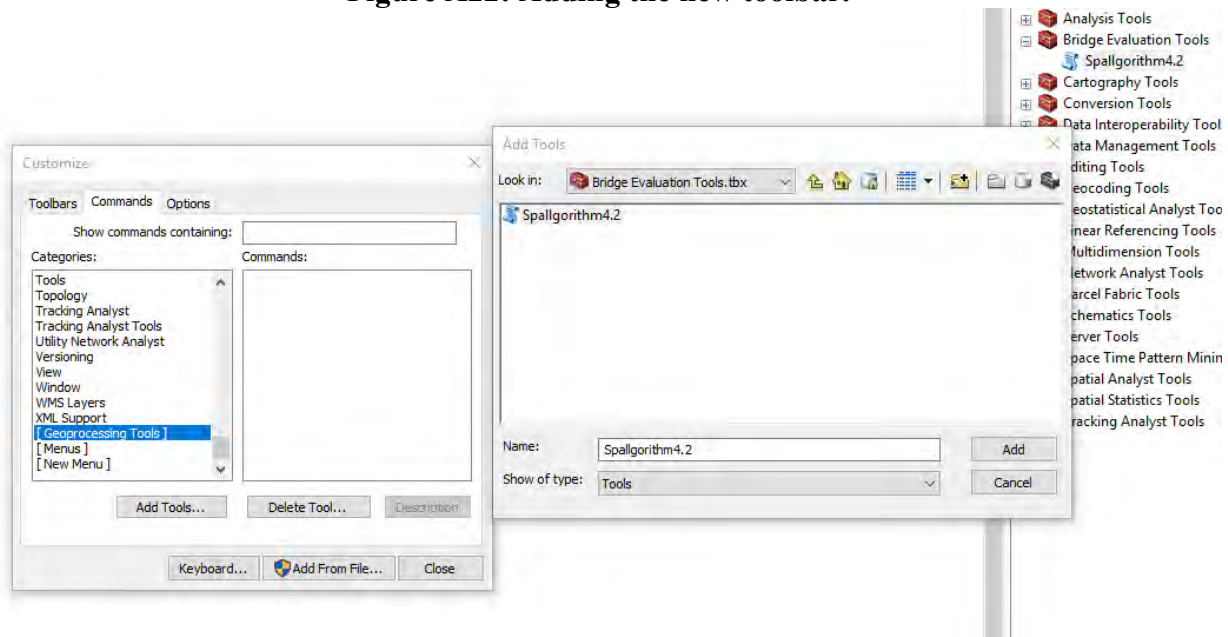 Analysis Tools
Bridge Evaluation Tools
Spallgorithm4.2
Cartography Tools
Conversion Tools
Data Interoperability Tool
ata Management Tools
diting Tools
eocoding Tools
eostatistical Analyst Too
near Referencing Tools
Multidimension Tools
etwork Analyst Tools
arcel Fabric Tools
chematics Tools
erver Tools
pace Time Pattern Minin
patial Analyst Tools
patial Statistics Tools
racking Analyst Tools
Customize
Toolbars Commands Options
Show commands containing:
Categories: Commands:
Tools
Topology
Tracking Analyst
Tracking Analyst Tools
Utility Network Analyst
Versioning
View
Window
WMS Layers
XML Support
[ Geoprocessing Tools ]
[ Menus ]
[ New Menu ]
Add Tools... Delete Tool... Description
Keyboard... Add From File... Close
Add Tools
Look in: Bridge Evaluation Tools.tbx
Spallgorithm4.2
Name: Spallgorithm4.2 Add
Show of type: Tools Cancel